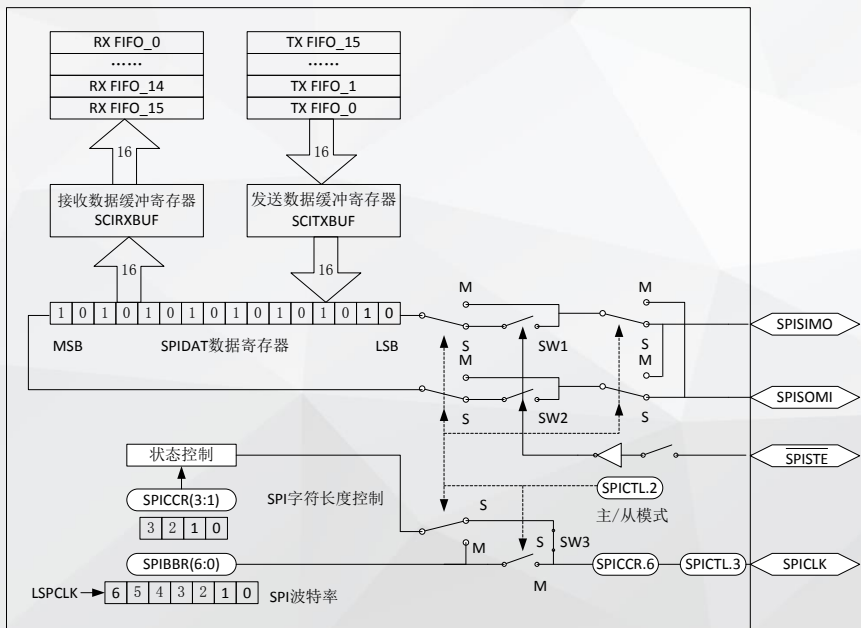 RX FIFO_0
……
RX FIFO_14
RX FIFO_15
TX FIFO_15
……
TX FIFO_1
TX FIFO_0
16
16
接收数据缓冲寄存器
SCIRXBUF
发送数据缓冲寄存器
SCITXBUF
16
16
1 0 1 0 1 0 1 0 1 0 1 0 1 0 1 0
MSB
SPIDAT数据寄存器
LSB
M
S
SW1
M
S
SPISIMO
M
S
SW2
M
S
SPISOMI
SPISTE
状态控制
SPICCR(3:1)
3 2 1 0
SPI字符长度控制
SPICTL.2
主/从模式
S
M
S
SW3
M
SPIBBR(6:0)
SPICCR.6
SPICTL.3
SPICLK
LSPCLK
6 5 4 3 2 1 0
SPI波特率